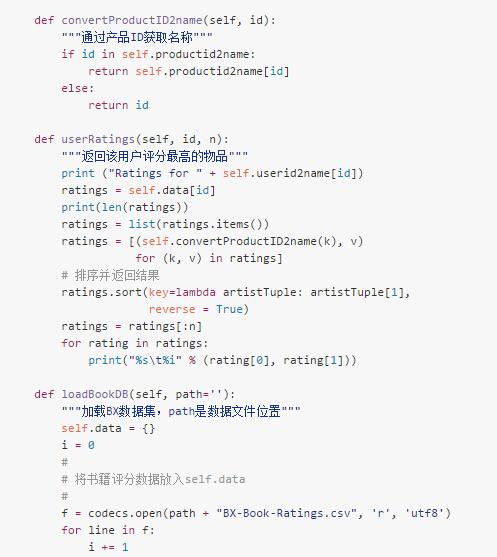 def convertProductID2name(self, id):
"""通过产品ID获取名称"""
if id in self.productid2name:
return self.productid2name[id]
else:
return id
def userRatings(self, id, n):
"""返回该用户评分最高的物品"""
print ("Ratings for " + self.userid2name[id])
ratings = self.data[id]
print(len(ratings))
ratings = list(ratings.items())
ratings = [(self.convertProductID2name(k), v)
for (k, v) in ratings]
# 排序并返回结果
ratings.sort(key=lambda artistTuple: artistTuple[1],
reverse = True)
ratings = ratings[:n]
for rating in ratings:
print("%s\t%i" % (rating[0], rating[1]))
def loadBookDB(self, path=''):
"""加载BX数据集，path是数据文件位置"""
self.data = {}
i = 0
#
# 将书籍评分数据放入self.data
#
f = codecs.open(path + "BX-Book-Ratings.csv", 'r', 'utf8')
for line in f:
i += 1